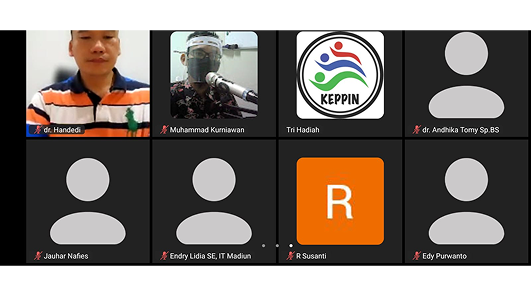 KEPPIN
dr. Handedi
Muhammad Kurniawan
Tri Hadiah
dr. Andhika Tomy Sp.BS
R
Jauhar Nafies
Endry Lidia SE, IT Madiun
R Susanti
Edy Purwanto